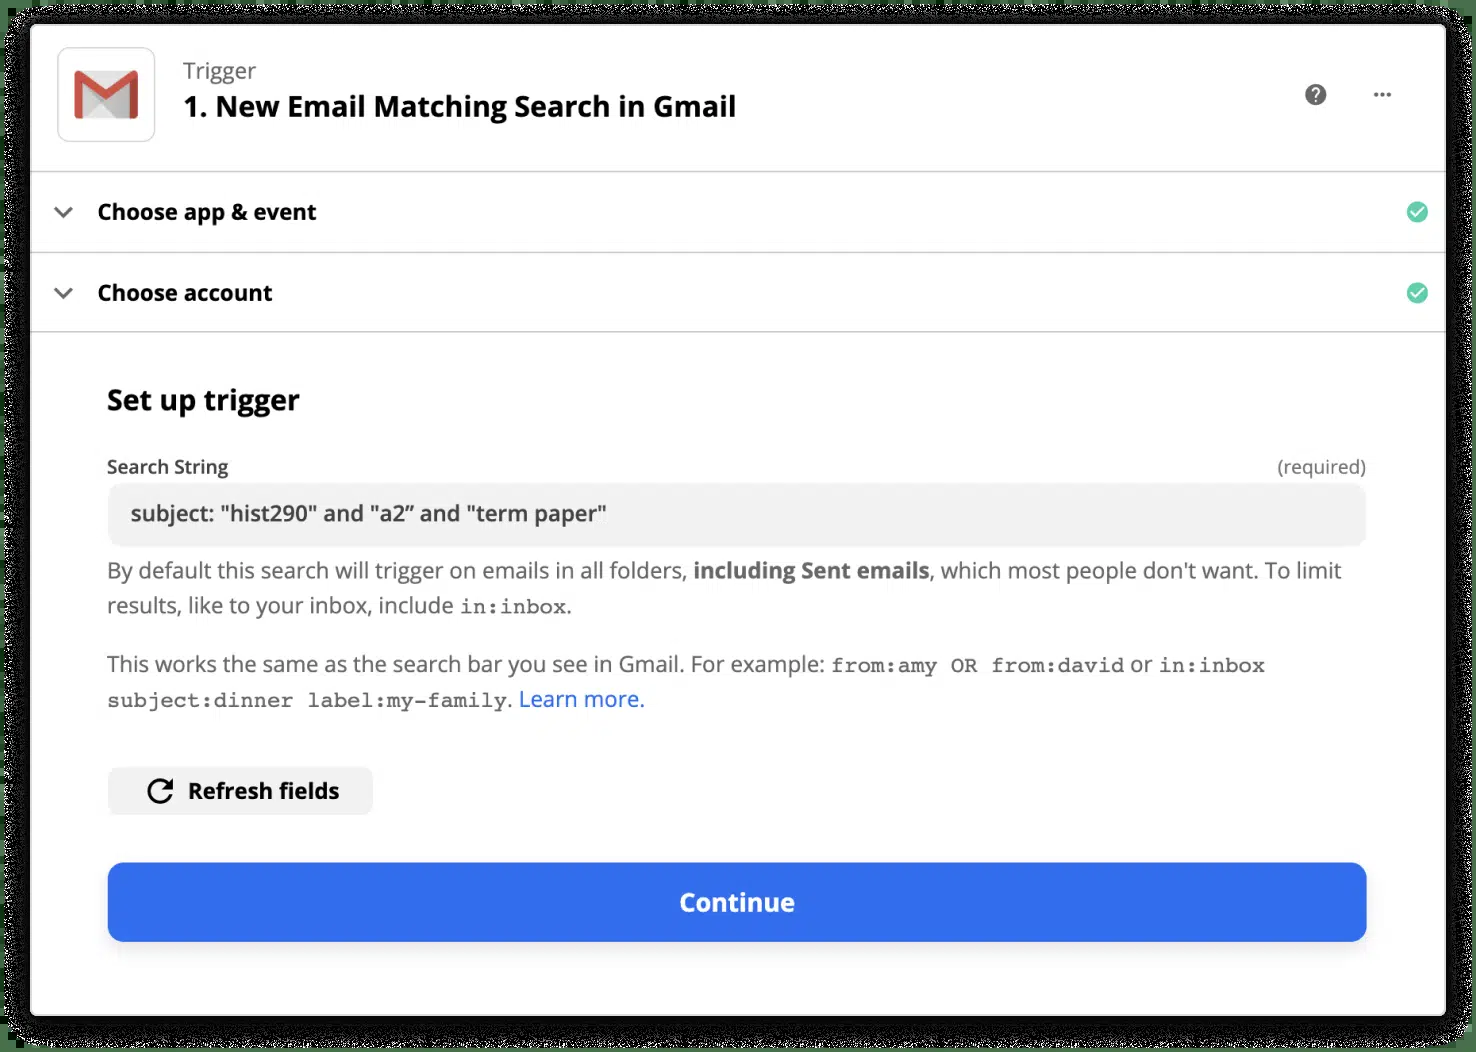 Trigger
1. New Email Matching Search in Gmail
Choose app & event
Choose account
Set up trigger
Search String
(required)
subject: "hist290" and "a2” and "term paper"
By default this search will trigger on emails in all folders, including Sent emails, which most people don't want. To limit
results, like to your inbox, include in:inbox.
This works the same as the search bar you see in Gmail. For example: from:amy OR from:david or in:inbox
subject:dinner label:my-family. Learn more.
Refresh fields
Continue